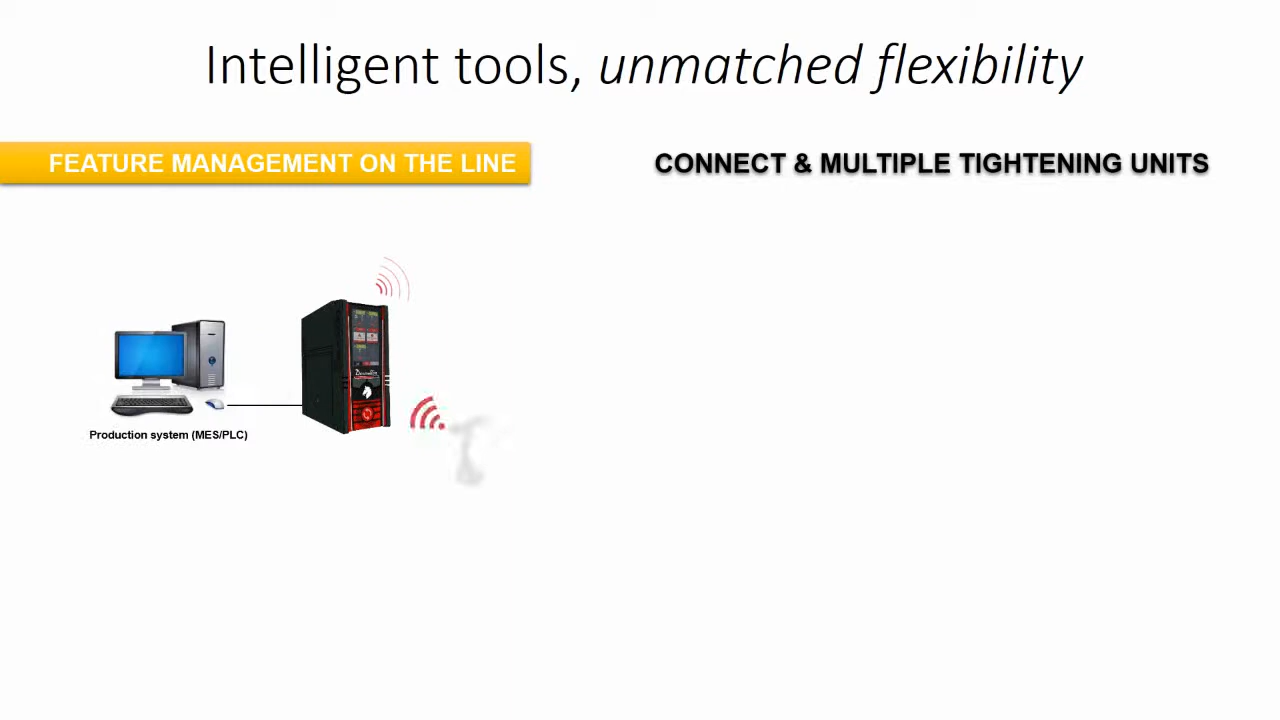 Intelligent tools, unmatched flexibility
FEATURE MANAGEMENT ON THE LINE
CONNECT & MULTIPLE TIGHTENING UNITS
Production system (MES/PLC)